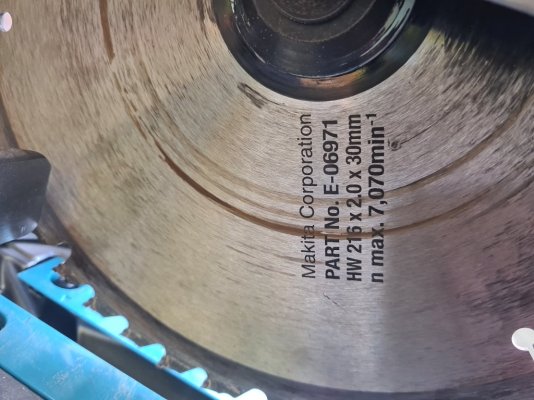 Makita Corporation
PART No. E-06971
HW 216 x 2.0 x 30mm
n max. 7,070min⁻¹